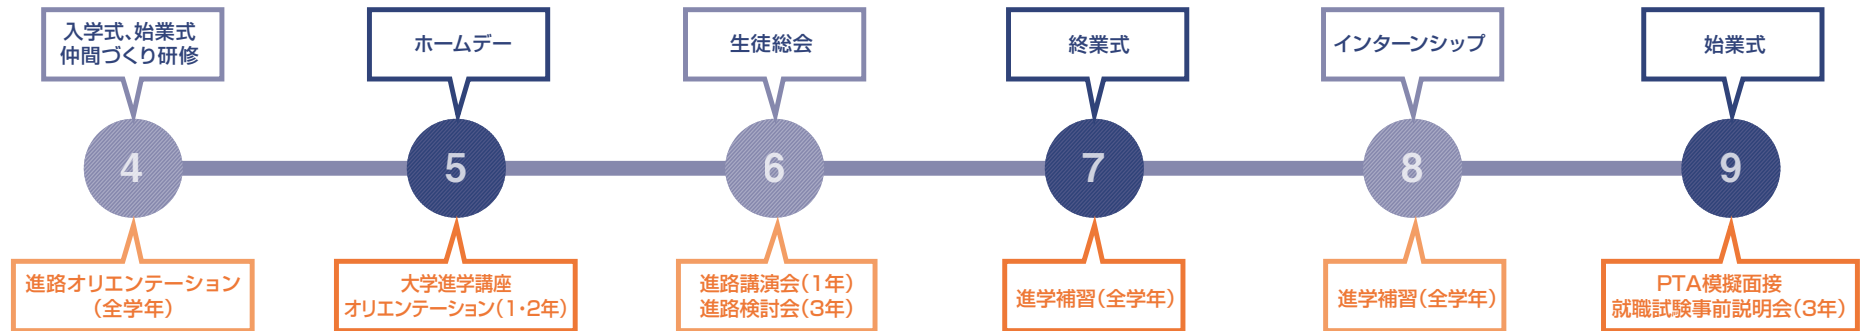 入学式、始業式
仲間づくり研修
ホームデー
生徒総会
終業式
インターンシップ
始業式
4
5
6
7
8
9
進路オリエンテーション
(全学年)
大学進学講座
オリエンテーション(1・2年)
進路講演会(1年)
進路検討会(3年)
進学補習(全学年)
進学補習(全学年)
PTA模擬面接
就職試験事前説明会(3年)